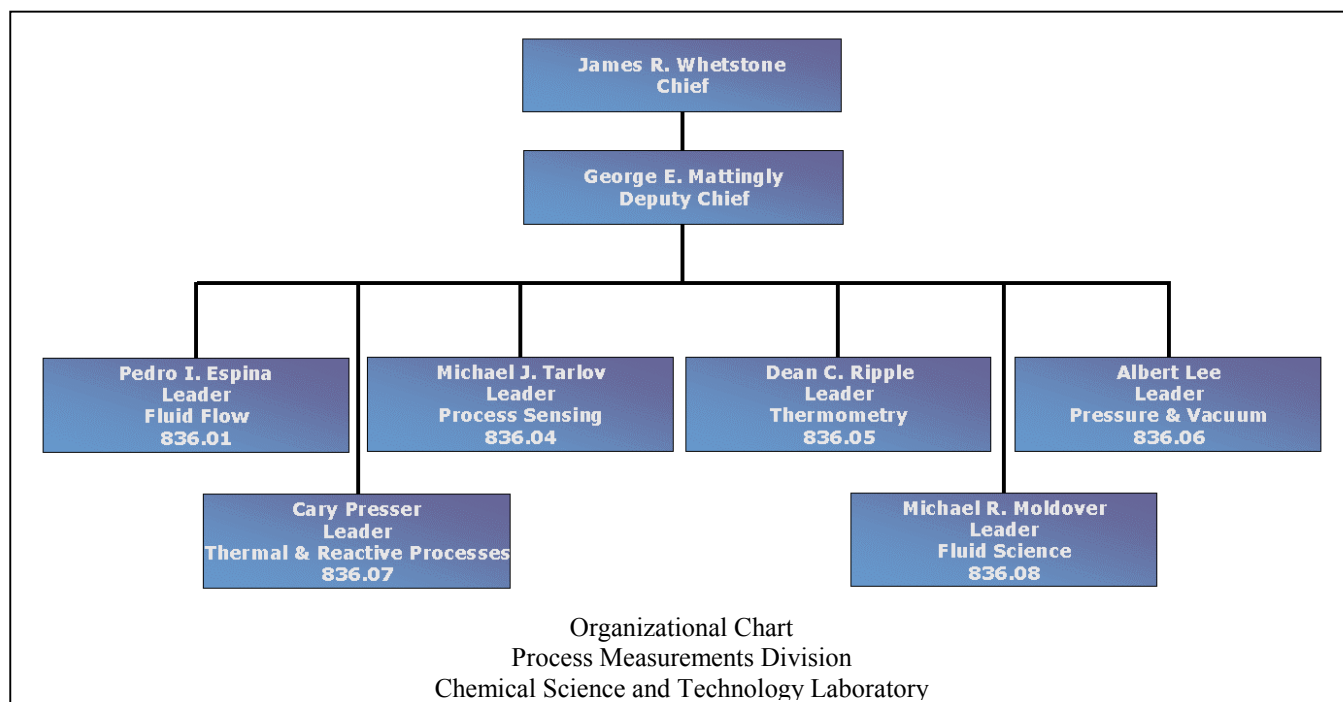 James R. Whetstone
Chief
George E. Mattingly
Deputy Chief
Pedro I. Espina
Leader
Fluid Flow
836.01
Michael J. Tarlov
Leader
Process Sensing
836.04
Dean C. Ripple
Leader
Thermometry
836.05
Albert Lee
Leader
Pressure & Vacuum
836.06
Cary Presser
Leader
Thermal & Reactive Processes
836.07
Michael R. Moldover
Leader
Fluid Science
836.08
Organizational Chart
Process Measurements Division
Chemical Science and Technology Laboratory